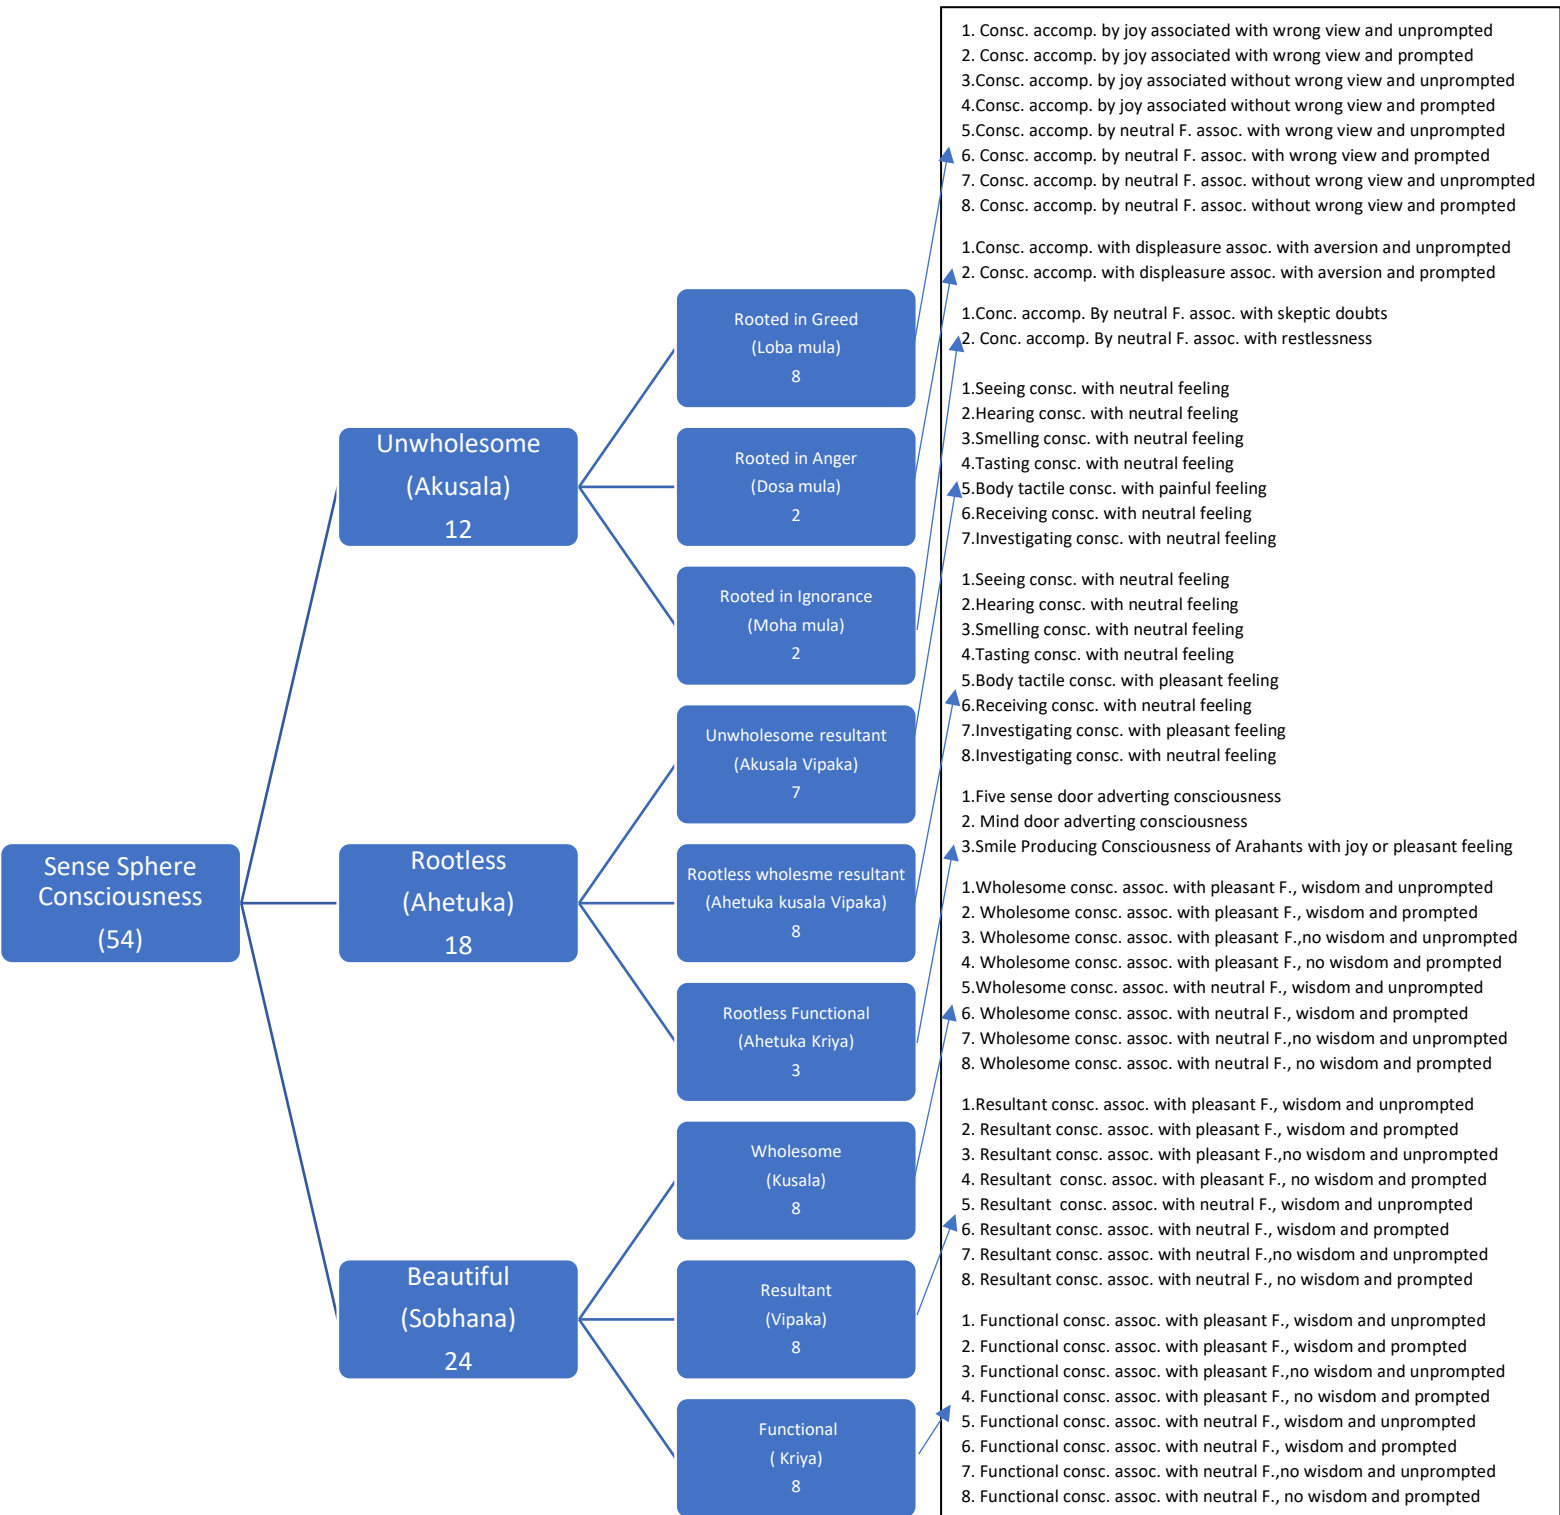 Sense Sphere
Consciousness
(54)
Unwholesome
(Akusala)
12
Rootless
(Ahetuka)
18
Beautiful
(Sobhana)
24
Rooted in Greed
(Loba mula)
8
Rooted in Anger
(Dosa mula)
2
Rooted in Ignorance
(Moha mula)
2
Unwholesome resultant
(Akusala Vipaka)
7
Rootless wholesme resultant
(Ahetuka kusala Vipaka)
8
Rootless Functional
(Ahetuka Kriya)
3
Wholesome
(Kusala)
8
Resultant
(Vipaka)
8
Functional
( Kriya)
8
1. Consc. accomp. by joy associated with wrong view and unprompted
2. Consc. accomp. by joy associated with wrong view and prompted
3.Consc. accomp. by joy associated without wrong view and unprompted
4.Consc. accomp. by joy associated without wrong view and prompted
5.Consc. accomp. by neutral F. assoc. with wrong view and unprompted
6. Consc. accomp. by neutral F. assoc. with wrong view and prompted
7. Consc. accomp. by neutral F. assoc. without wrong view and unprompted
8. Consc. accomp. by neutral F. assoc. without wrong view and prompted
1.Consc. accomp. with displeasure assoc. with aversion and unprompted
2. Consc. accomp. with displeasure assoc. with aversion and prompted
1.Conc. accomp. By neutral F. assoc. with skeptic doubts
2. Conc. accomp. By neutral F. assoc. with restlessness
1.Seeing consc. with neutral feeling
2.Hearing consc. with neutral feeling
3.Smelling consc. with neutral feeling
4.Tasting consc. with neutral feeling
5.Body tactile consc. with painful feeling
6.Receiving consc. with neutral feeling
7.Investigating consc. with neutral feeling
1.Seeing consc. with neutral feeling
2.Hearing consc. with neutral feeling
3.Smelling consc. with neutral feeling
4.Tasting consc. with neutral feeling
5.Body tactile consc. with pleasant feeling
6.Receiving consc. with neutral feeling
7.Investigating consc. with pleasant feeling
8.Investigating consc. with neutral feeling
1.Five sense door adverting consciousness
2. Mind door adverting consciousness
3.Smile Producing Consciousness of Arahants with joy or pleasant feeling
1.Wholesome consc. assoc. with pleasant F., wisdom and unprompted
2. Wholesome consc. assoc. with pleasant F., wisdom and prompted
3. Wholesome consc. assoc. with pleasant F.,no wisdom and unprompted
4. Wholesome consc. assoc. with pleasant F., no wisdom and prompted
5.Wholesome consc. assoc. with neutral F., wisdom and unprompted
6. Wholesome consc. assoc. with neutral F., wisdom and prompted
7. Wholesome consc. assoc. with neutral F.,no wisdom and unprompted
8. Wholesome consc. assoc. with neutral F., no wisdom and prompted
1.Resultant consc. assoc. with pleasant F., wisdom and unprompted
2. Resultant consc. assoc. with pleasant F., wisdom and prompted
3. Resultant consc. assoc. with pleasant F.,no wisdom and unprompted
4. Resultant  consc. assoc. with pleasant F., no wisdom and prompted
5. Resultant  consc. assoc. with neutral F., wisdom and unprompted
6. Resultant consc. assoc. with neutral F., wisdom and prompted
7. Resultant consc. assoc. with neutral F.,no wisdom and unprompted
8. Resultant consc. assoc. with neutral F., no wisdom and prompted
1. Functional consc. assoc. with pleasant F., wisdom and unprompted
2. Functional consc. assoc. with pleasant F., wisdom and prompted
3. Functional consc. assoc. with pleasant F.,no wisdom and unprompted
4. Functional consc. assoc. with pleasant F., no wisdom and prompted
5. Functional consc. assoc. with neutral F., wisdom and unprompted
6. Functional consc. assoc. with neutral F., wisdom and prompted
7. Functional consc. assoc. with neutral F.,no wisdom and unprompted
8. Functional consc. assoc. with neutral F., no wisdom and prompted